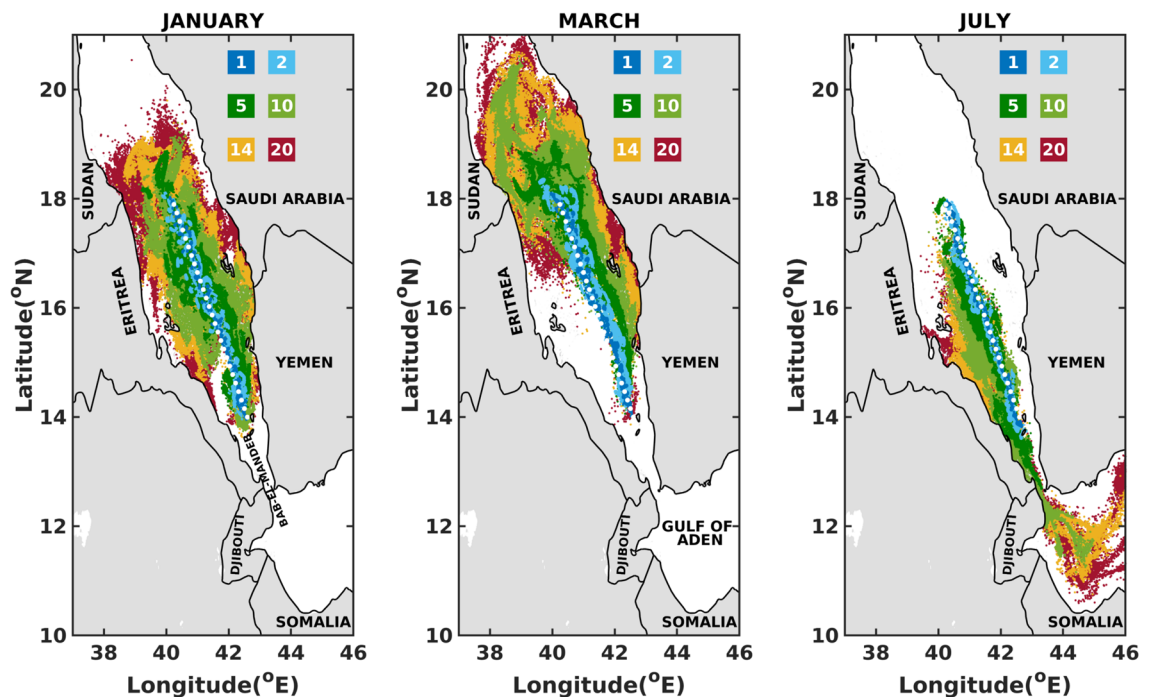 JANUARY
1 2
5 10
14 20
SUDAN
SAUDI ARABIA
ERITREA
YEMEN
BAB-EL-MANDEB
DJIBOUTI
SOMALIA
20
18
16
14
12
10
38 40 42 44 46
Latitude(°N)
Longitude(°E)
MARCH
1 2
5 10
14 20
SUDAN
SAUDI ARABIA
ERITREA
YEMEN
GULF OF
ADEN
DJIBOUTI
SOMALIA
20
18
16
14
12
10
38 40 42 44 46
Latitude(°N)
Longitude(°E)
JULY
1 2
5 10
14 20
SUDAN
SAUDI ARABIA
ERITREA
YEMEN
DJIBOUTI
SOMALIA
20
18
16
14
12
10
38 40 42 44 46
Latitude(°N)
Longitude(°E)